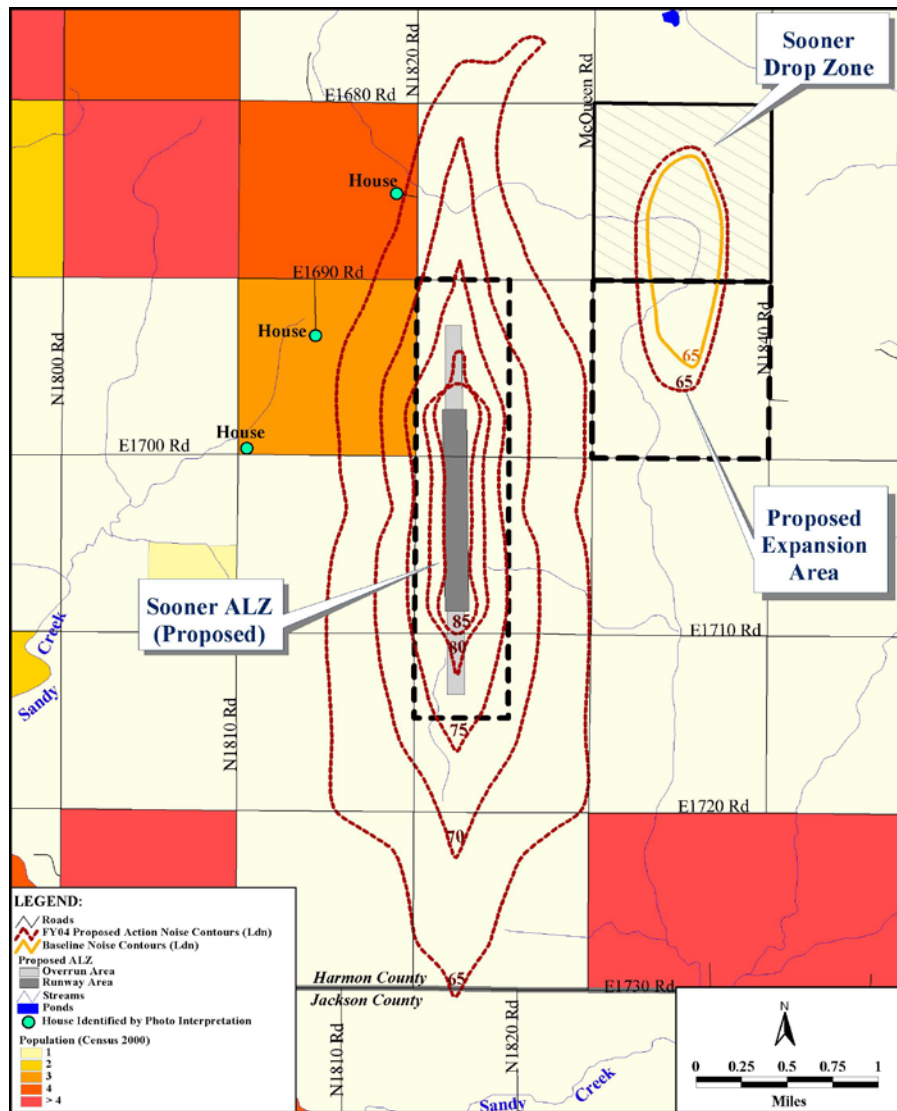 Sooner
Drop Zone
N1820 Rd
McQueen Rd
E1680 Rd
House
E1690 Rd
House
N1800 Rd
N1840 Rd
65
65
House
E1700 Rd
Proposed
Expansion
Area
Sooner ALZ
(Proposed)
85
80
E1710 Rd
Sandy Creek
N1810 Rd
75
E1720 Rd
70
65
Harmon County
Jackson County
E1730 Rd
N1810 Rd
N1820 Rd
Sandy Creek
LEGEND:
Roads
FY04 Proposed Action Noise Contours (Ldn)
Baseline Noise Contours (Ldn)
Proposed ALZ
Overrun Area
Runway Area
Streams
Ponds
House Identified by Photo Interpretation
Population (Census 2000)
1
2
3
4
> 4
N
0 0.25 0.5 0.75 1
Miles